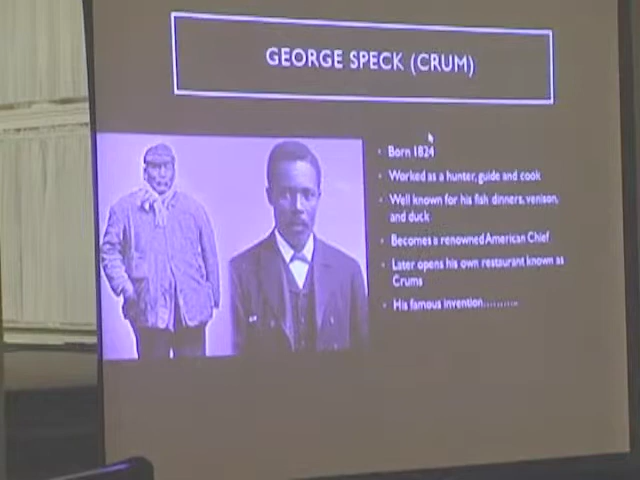 GEORGE SPECK (CRUM)
Born 1824
Worked as a hunter, guide and cook
Well known for his fish dinners, venison,
and duck
Becomes a renowned American Chief
Later opens his own restaurant known as
Crums
His famous invention..........